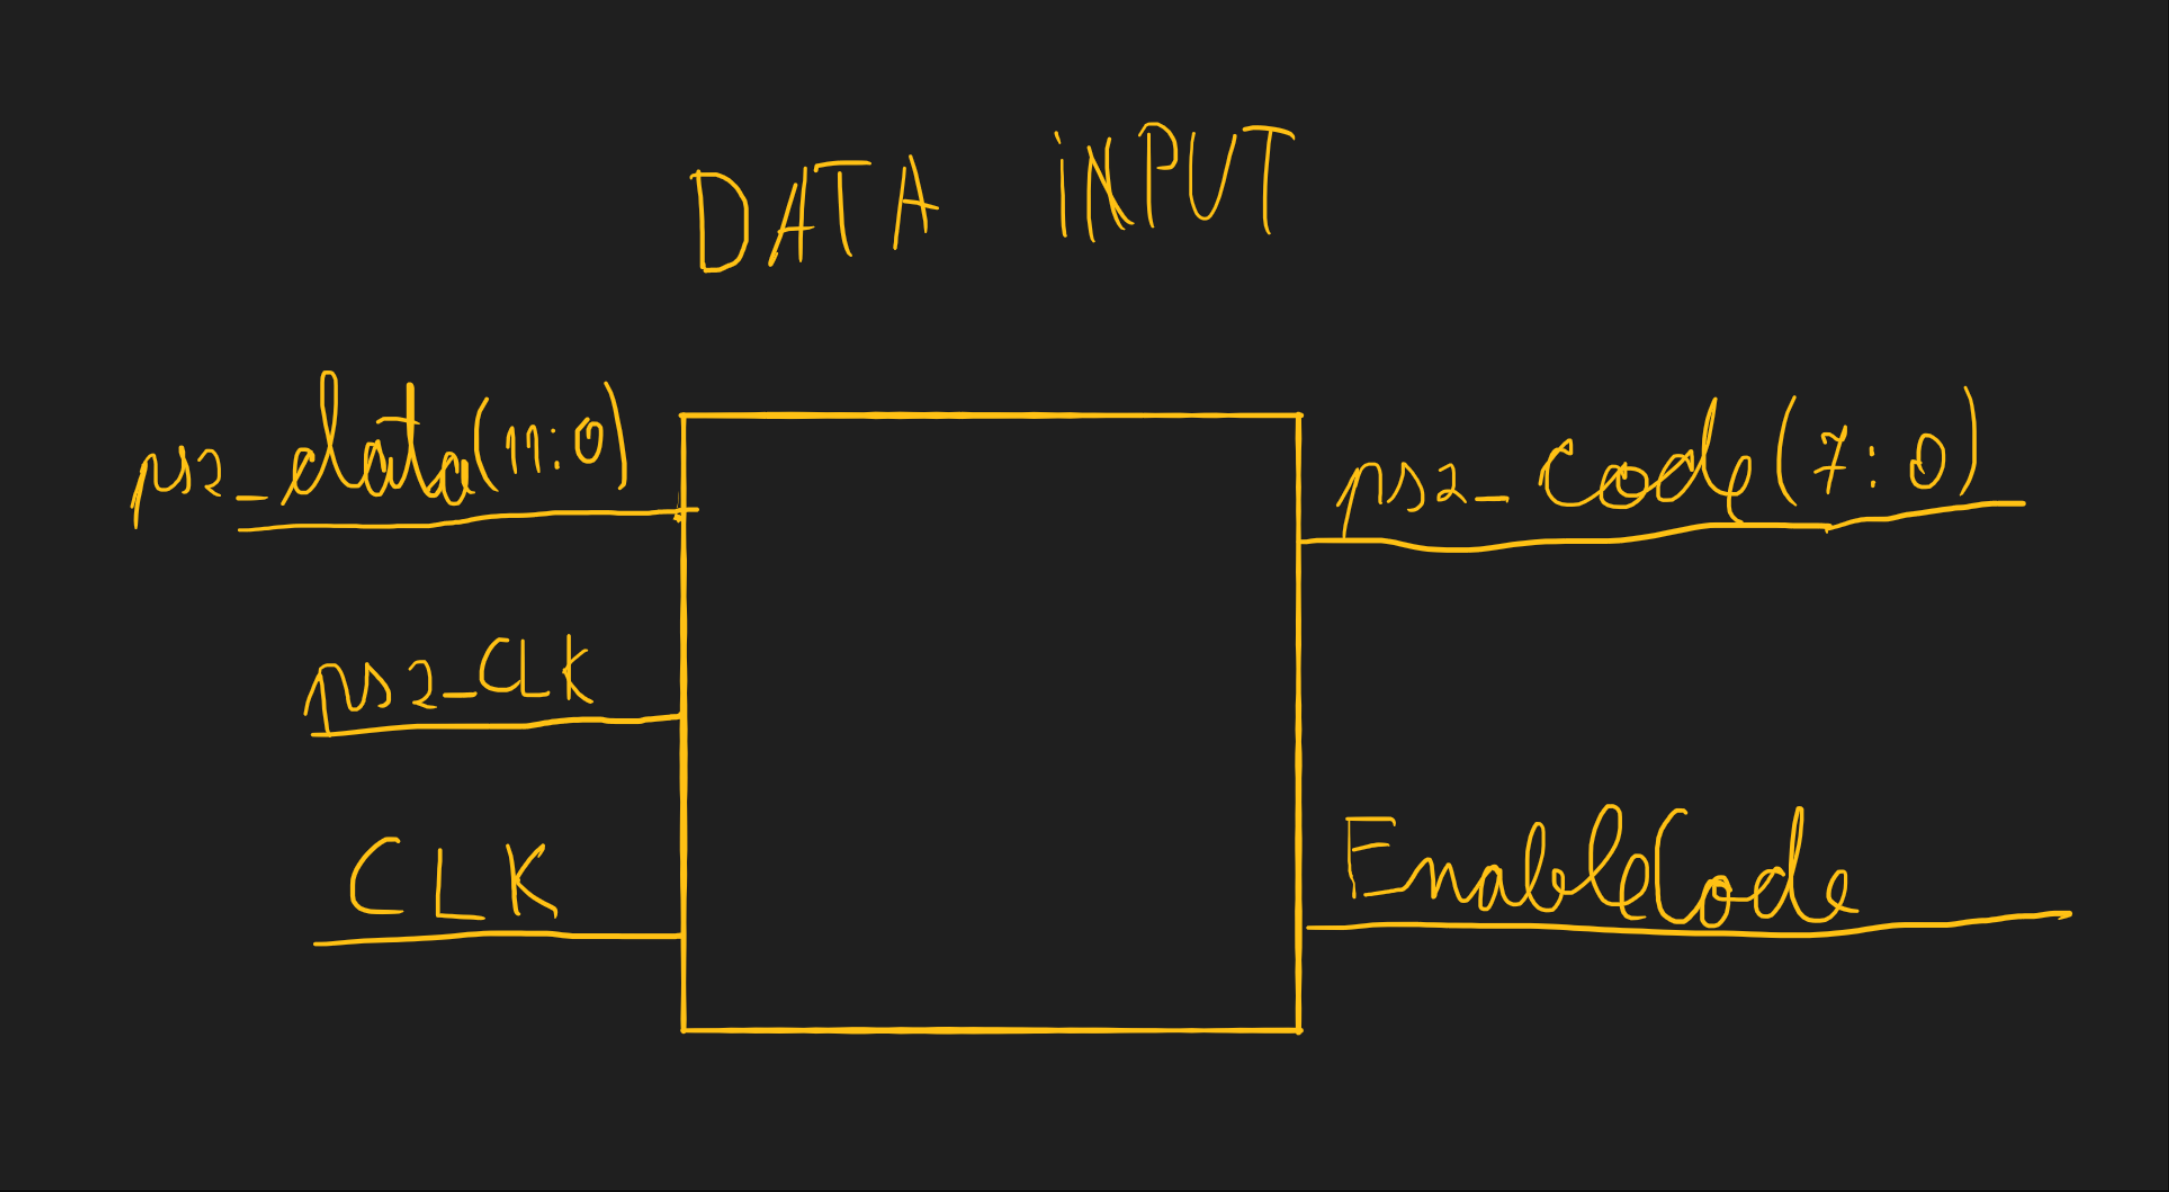 DATA iNPUT
ps2_data(11:0)
ps2_code(7:0)
ps2_CLK
CLK
EnableCode